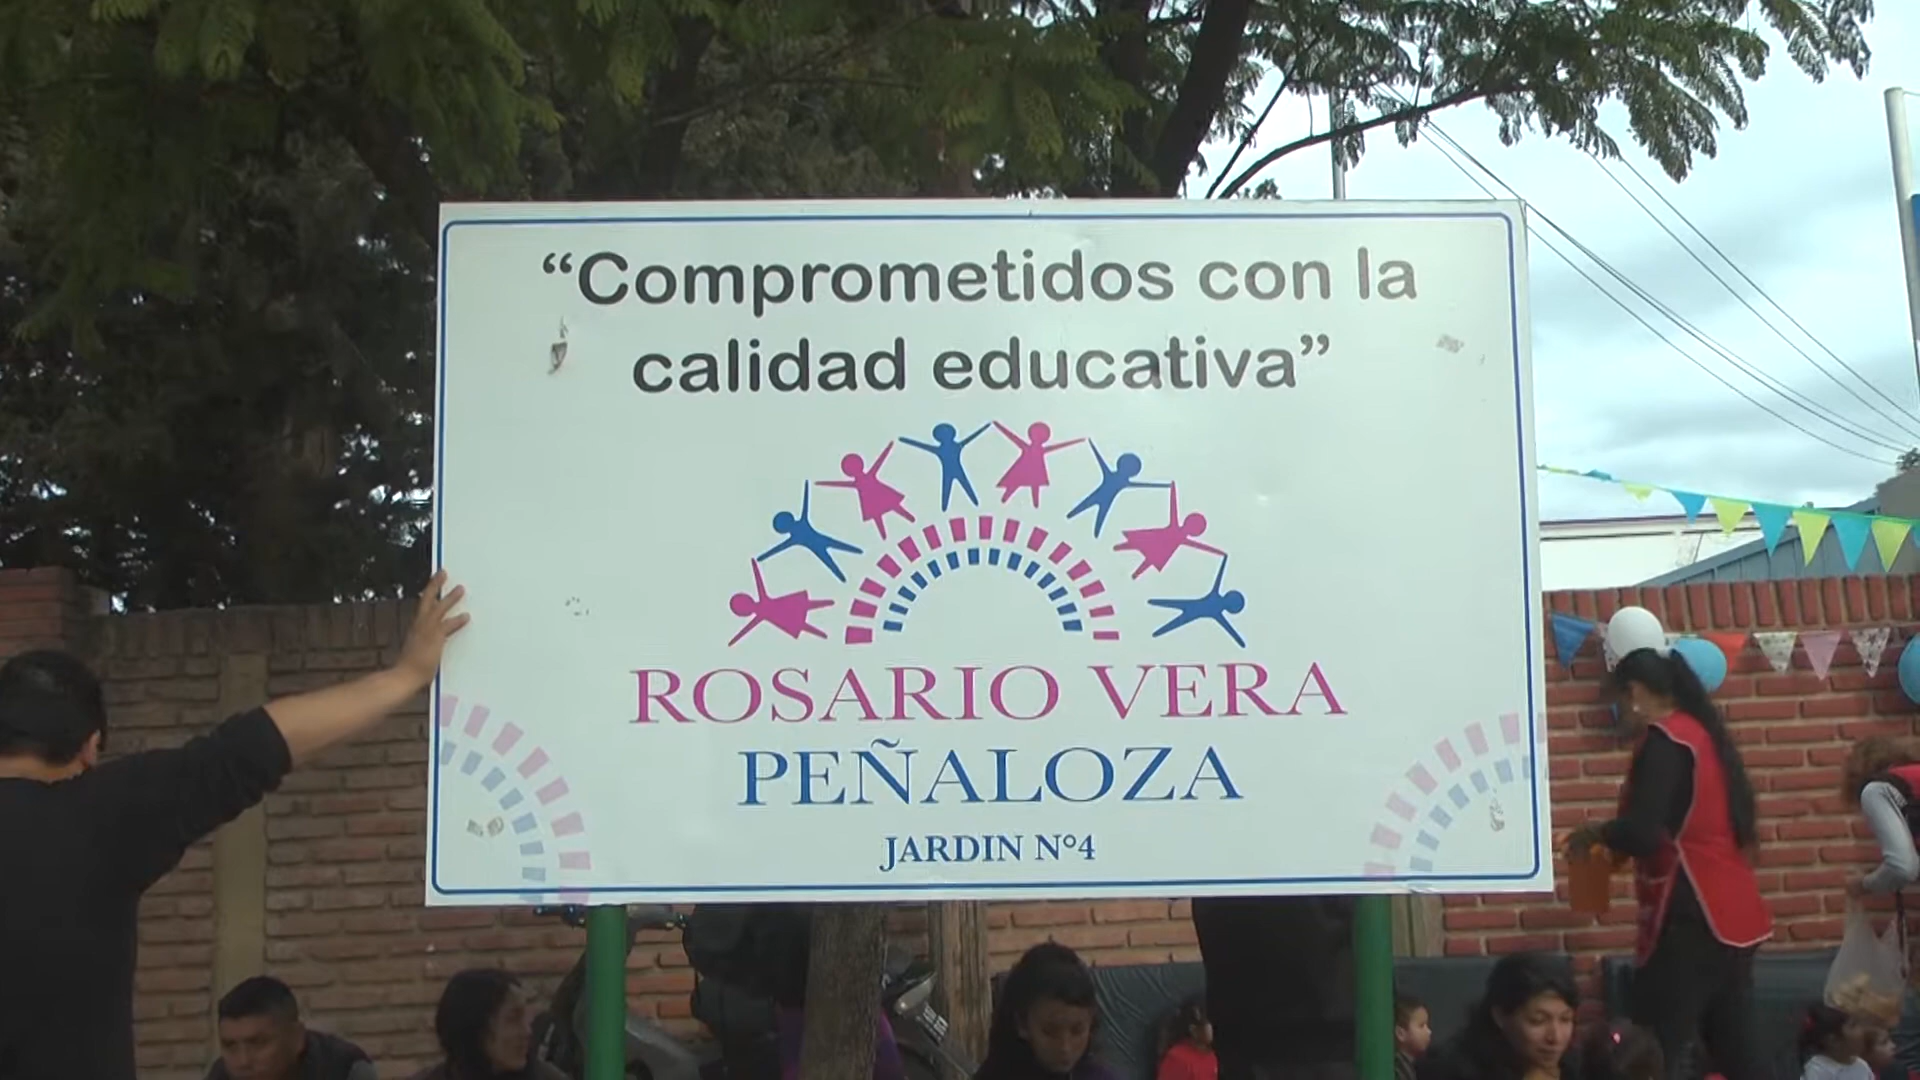 “Comprometidos con la
calidad educativa”
ROSARIO VERA
PEÑALOZA
JARDIN N°4